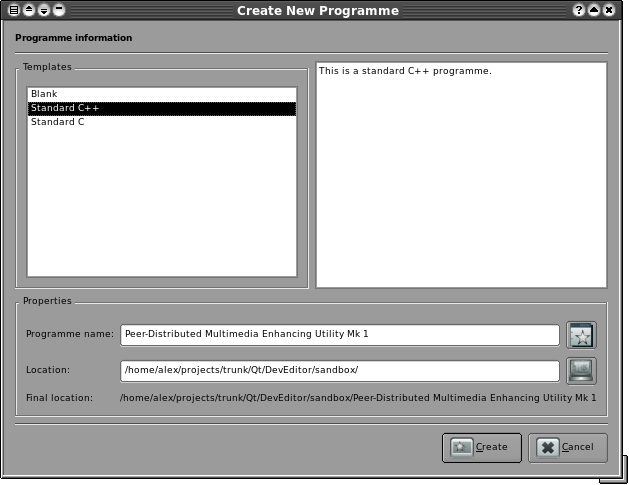 Create New Programme
Programme information
Templates
Blank
Standard C++
Standard C
This is a standard C++ programme.
Properties
Programme name: Peer-Distributed Multimedia Enhancing Utility Mk 1
Location: /home/alex/projects/trunk/Qt/DevEditor/sandbox/
Final location: /home/alex/projects/trunk/Qt/DevEditor/sandbox/Peer-Distributed Multimedia Enhancing Utility Mk 1
Create Cancel